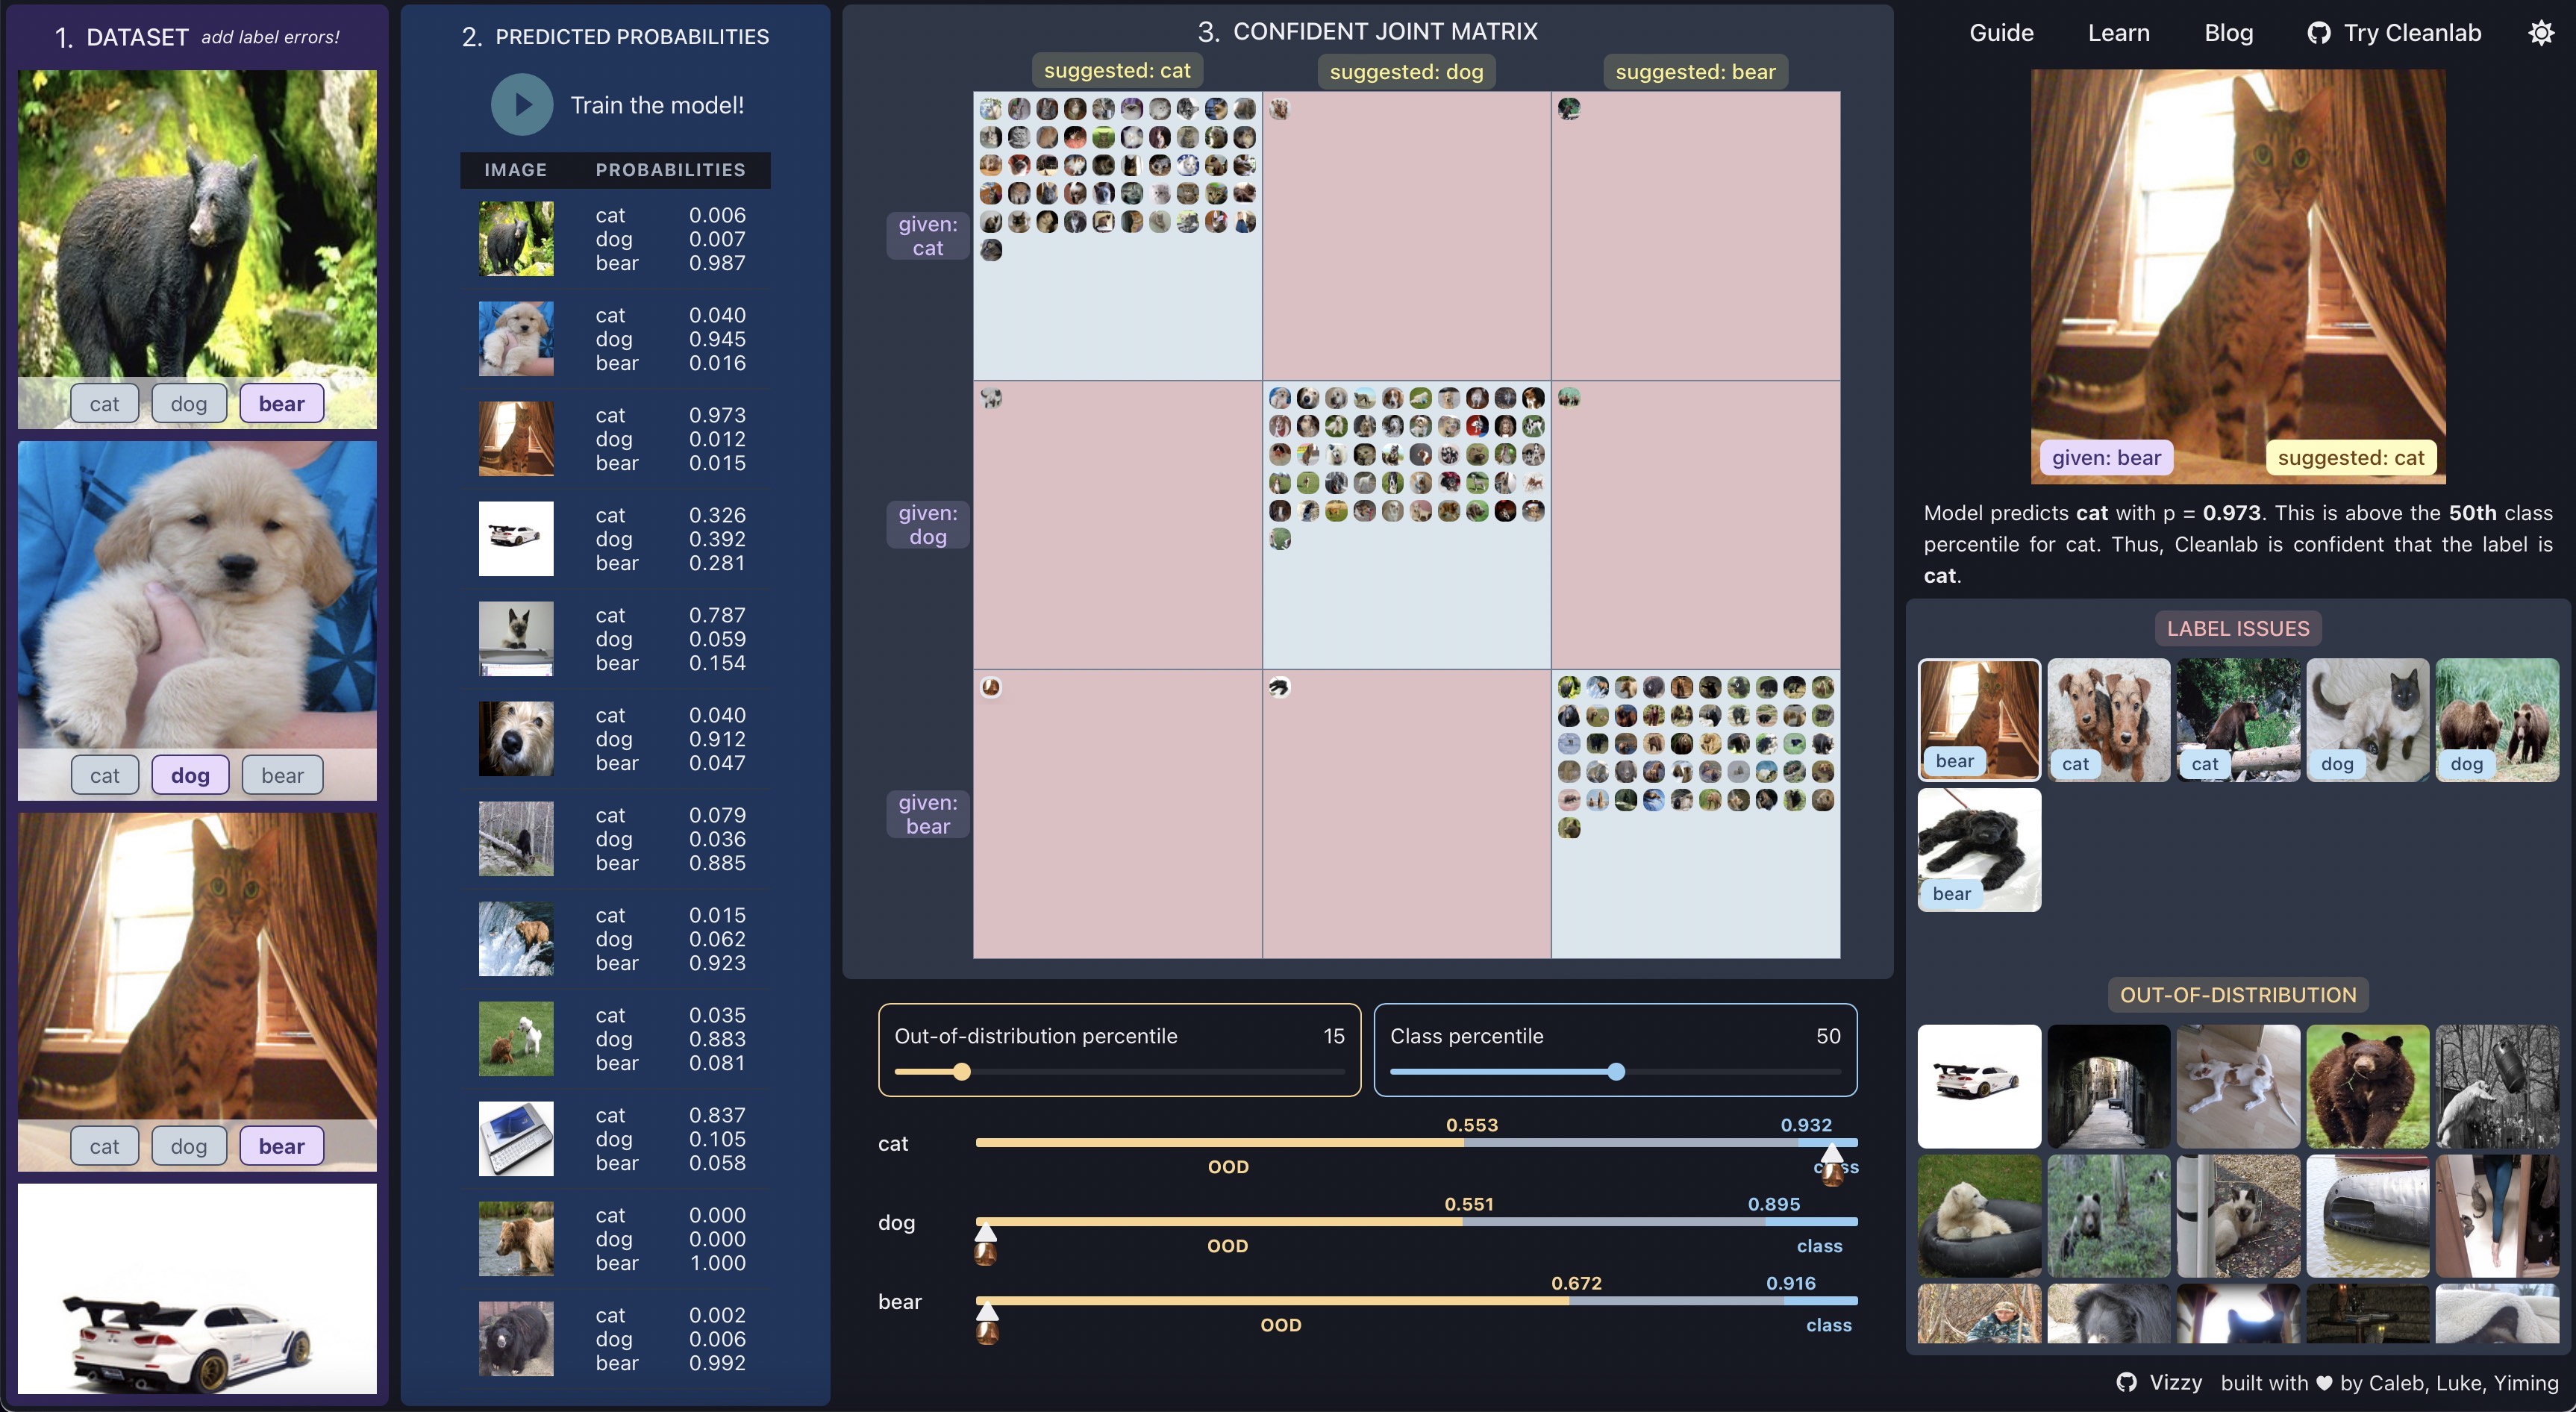 1. DATASET add label errors!
cat dog bear
cat dog bear
cat dog bear
2. PREDICTED PROBABILITIES
Train the model!
IMAGE PROBABILITIES
cat 0.006
dog 0.007
bear 0.987
cat 0.040
dog 0.945
bear 0.016
cat 0.973
dog 0.012
bear 0.015
cat 0.326
dog 0.392
bear 0.281
cat 0.787
dog 0.059
bear 0.154
cat 0.040
dog 0.912
bear 0.047
cat 0.079
dog 0.036
bear 0.885
cat 0.015
dog 0.062
bear 0.923
cat 0.035
dog 0.883
bear 0.081
cat 0.837
dog 0.105
bear 0.058
cat 0.000
dog 0.000
bear 1.000
cat 0.002
dog 0.006
bear 0.992
3. CONFIDENT JOINT MATRIX
suggested: cat suggested: dog suggested: bear
given:
cat
given:
dog
given:
bear
Out-of-distribution percentile 15
Class percentile 50
0.553 0.932
cat
OOD class
0.551 0.895
dog
OOD class
0.672 0.916
bear
OOD class
Guide Learn Blog Try Cleanlab
given: bear suggested: cat
Model predicts cat with p = 0.973. This is above the 50th class
percentile for cat. Thus, Cleanlab is confident that the label is
cat.
LABEL ISSUES
bear cat cat dog dog
bear
OUT-OF-DISTRIBUTION
Vizzy built with by Caleb, Luke, Yiming